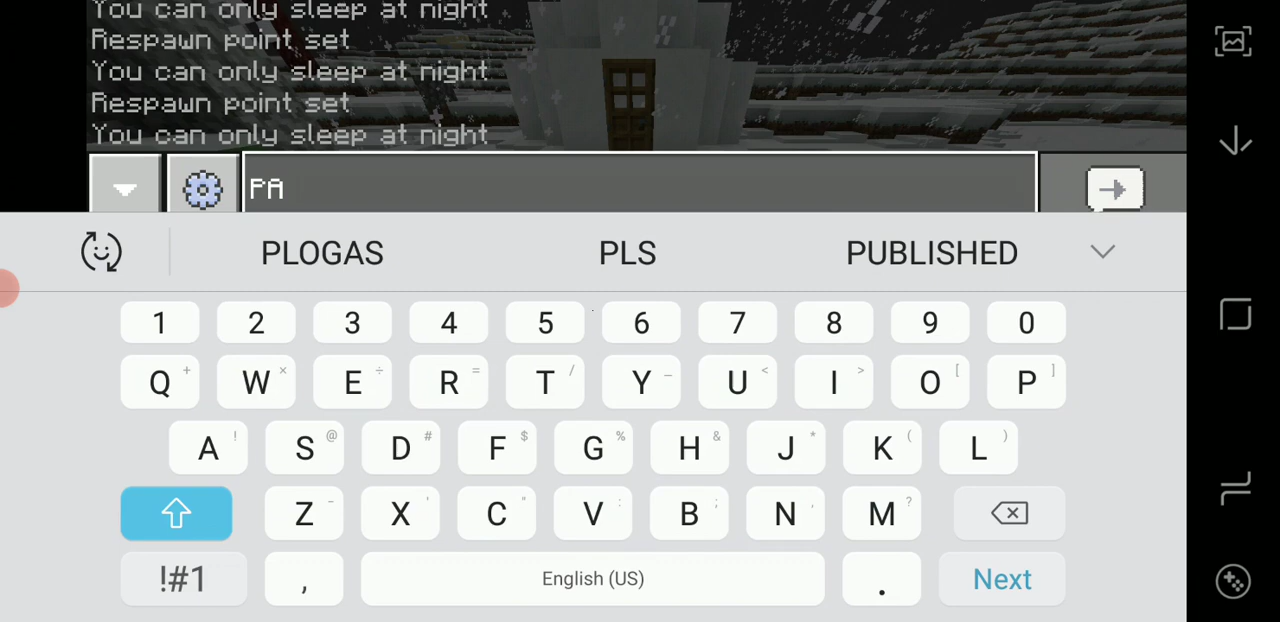 You can only sleep at night
Respawn point set
You can only sleep at night
Respawn point set
You can only sleep at night
PA
PLOGAS PLS PUBLISHED
1 2 3 4 5 6 7 8 9 0
Q + W × E ÷ R = T / Y _ U < I > O [ P ]
A ! S @ D # F $ G % H & J * K ( L )
Z - X ' C " V : B ; N , M ?
!#1 , English (US) . Next